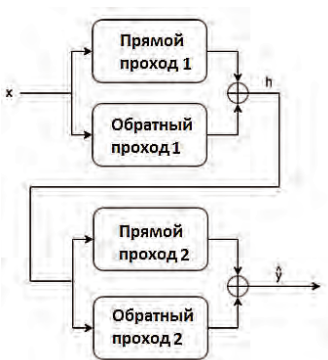 Прямой
проход 1
x
h
Обратный
проход 1
Прямой
проход 2
ŷ
Обратный
проход 2